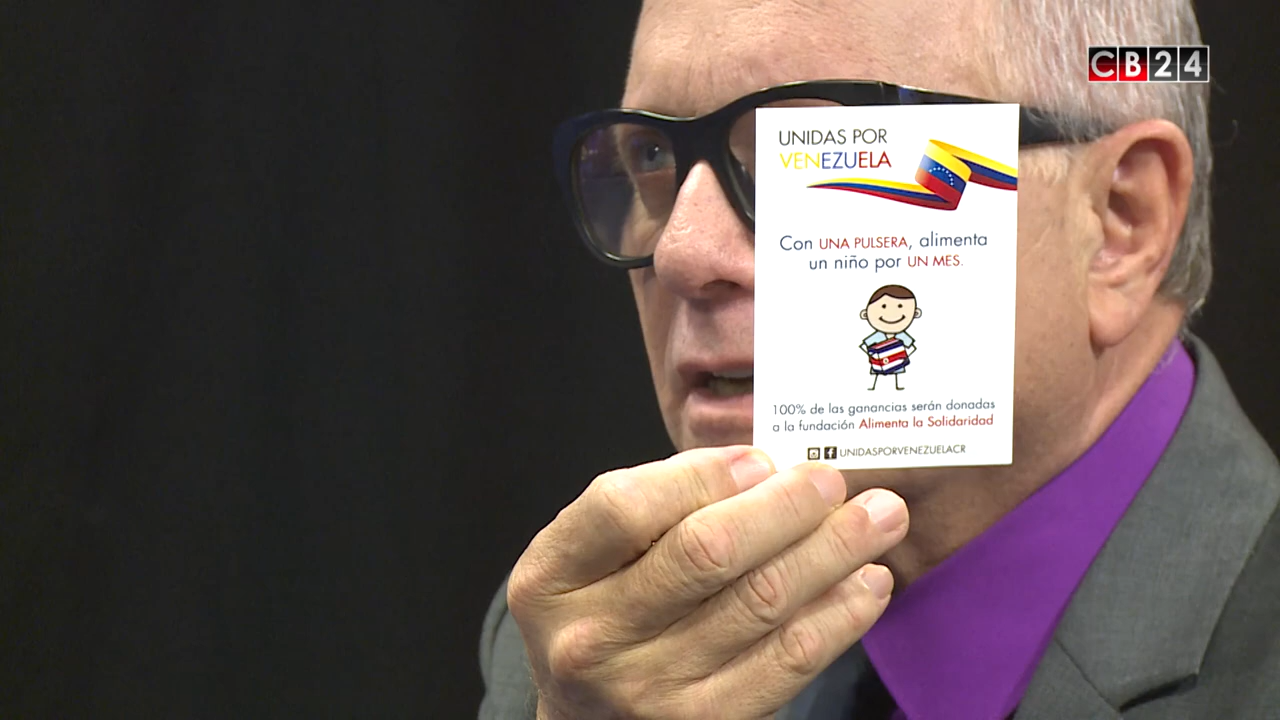 CB24
UNIDAS POR
VENEZUELA
Con UNA PULSERA, alimenta
un niño por UN MES.
100% de las ganancias serán donadas
a la fundación Alimenta la Solidaridad
UNIDASPORVENEZUELACR